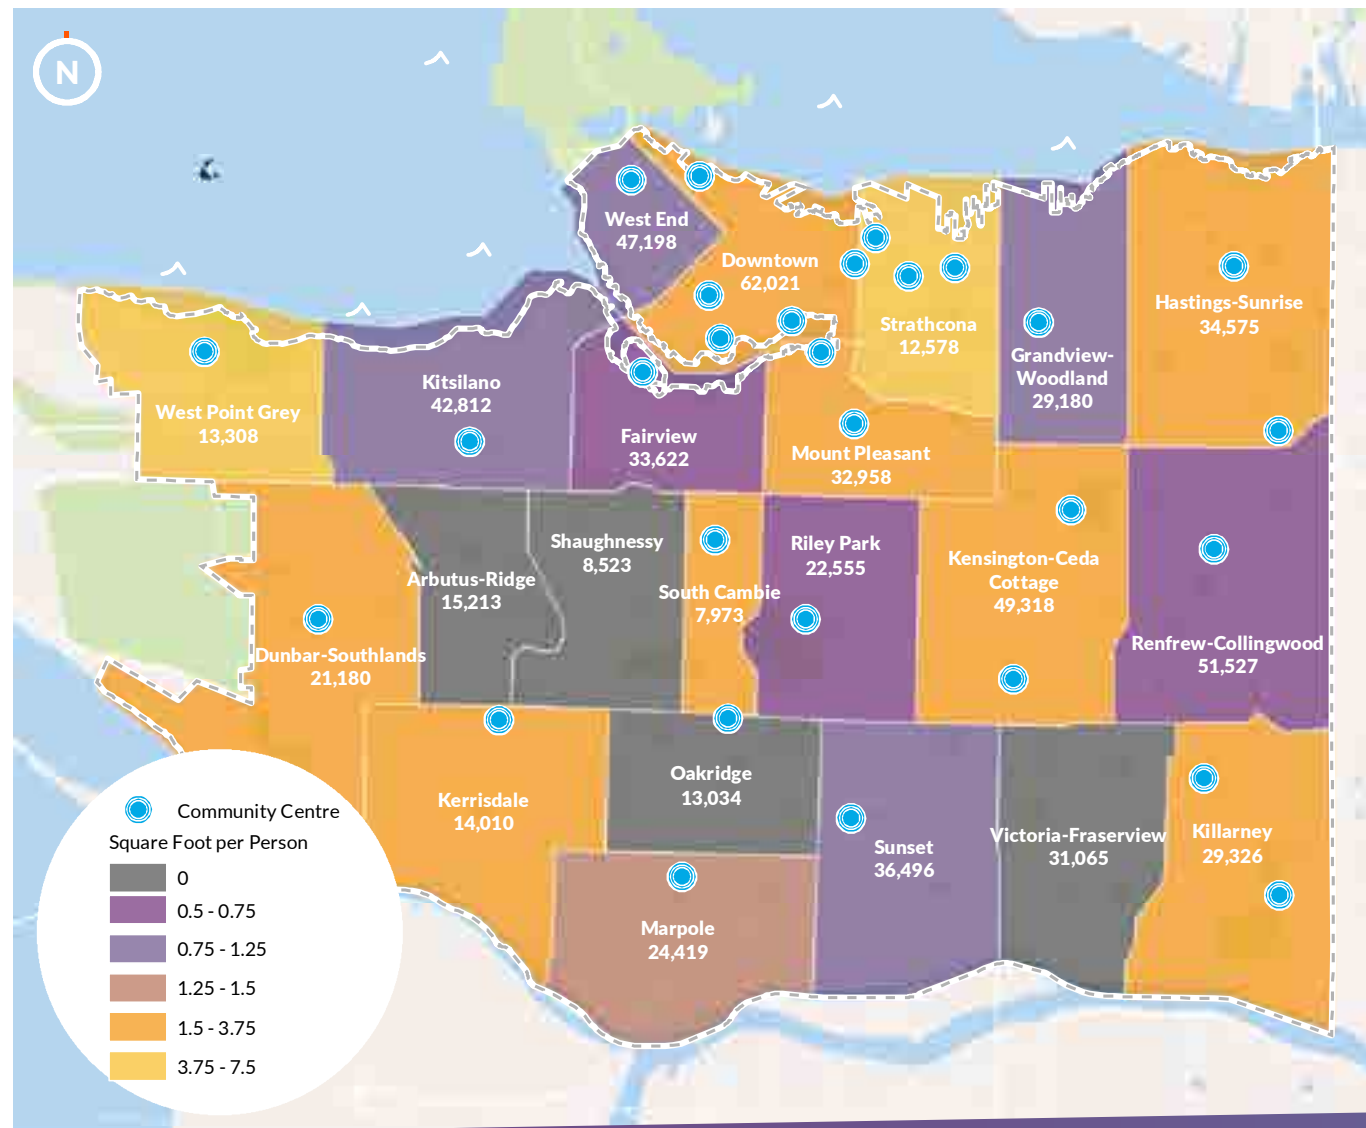 N
West End
47,198
Downtown
62,021
Strathcona
12,578
Hastings-Sunrise
34,575
Grandview-
Woodland
29,180
Kitsilano
42,812
West Point Grey
13,308
Fairview
33,622
Mount Pleasant
32,958
Shaughnessy
8,523
Riley Park
22,555
Arbutus-Ridge
15,213
South Cambie
7,973
Kensington-Ceda
Cottage
49,318
Renfrew-Collingwood
51,527
Dunbar-Southlands
21,180
Oakridge
13,034
Kerrisdale
14,010
Sunset
36,496
Victoria-Fraserview
31,065
Killarney
29,326
Marpole
24,419
Community Centre
Square Foot per Person
0
0.5 - 0.75
0.75 - 1.25
1.25 - 1.5
1.5 - 3.75
3.75 - 7.5